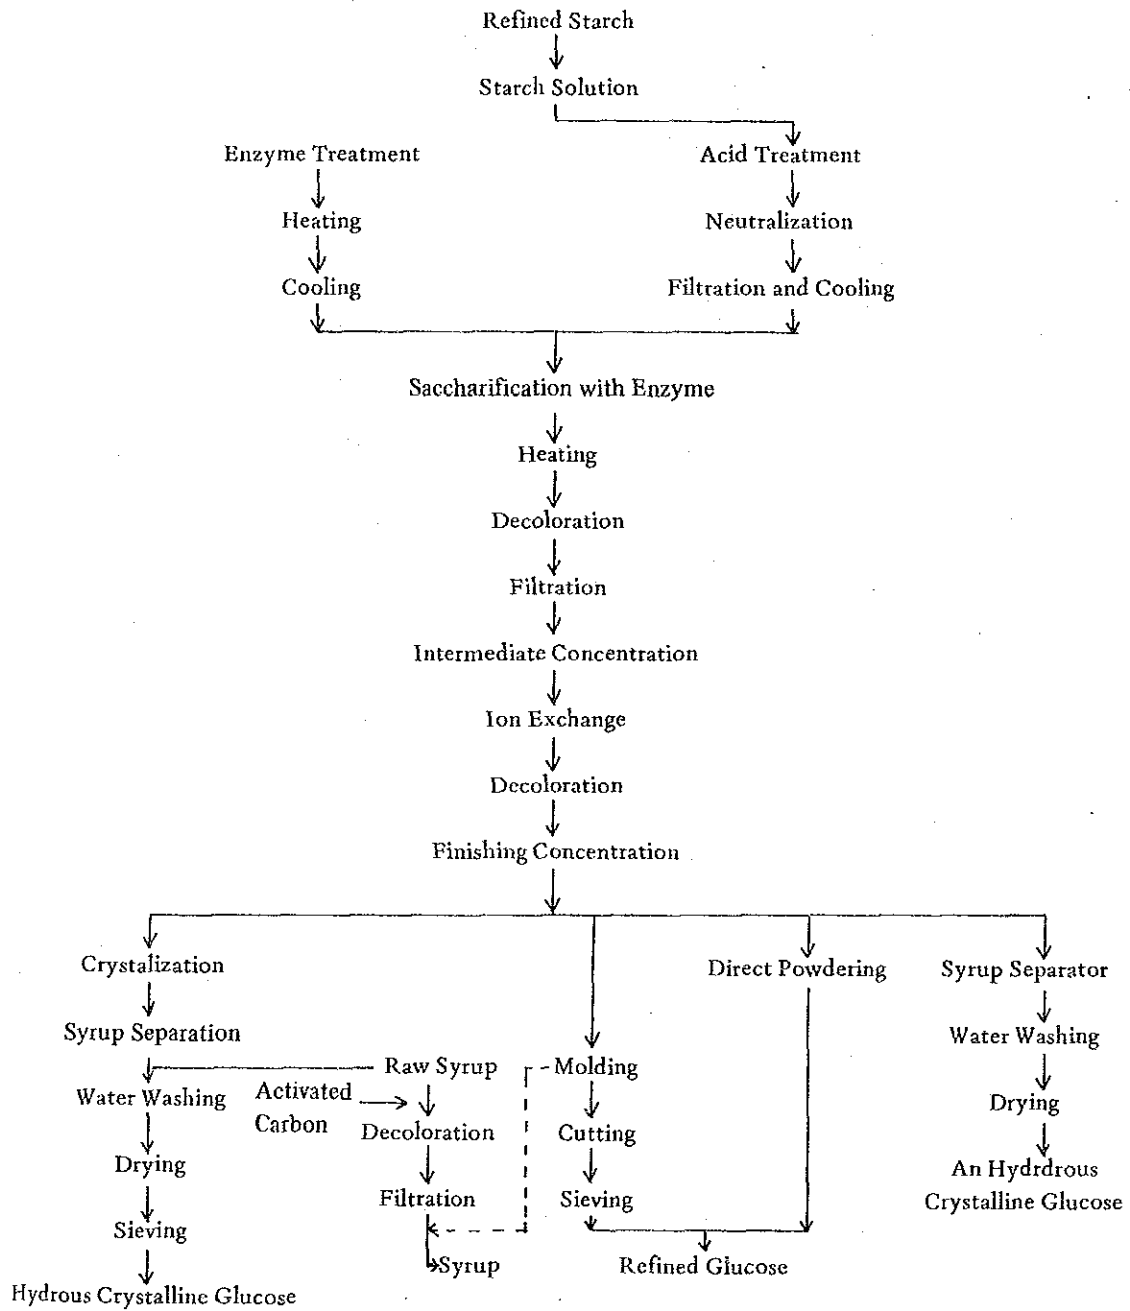 Refined Starch
Starch Solution
Enzyme Treatment
Acid Treatment
Heating
Neutralization
Cooling
Filtration and Cooling
Saccharification with Enzyme
Heating
Decoloration
Filtration
Intermediate Concentration
Ion Exchange
Decoloration
Finishing Concentration
Crystalization
Direct Powdering
Syrup Separator
Syrup Separation
Water Washing
Raw Syrup
Molding
Water Washing
Activated
Carbon
Drying
Decoloration
Cutting
Drying
Filtration
Sieving
An Hydrdrous
Crystalline Glucose
Sieving
Syrup
Refined Glucose
Hydrous Crystalline Glucose